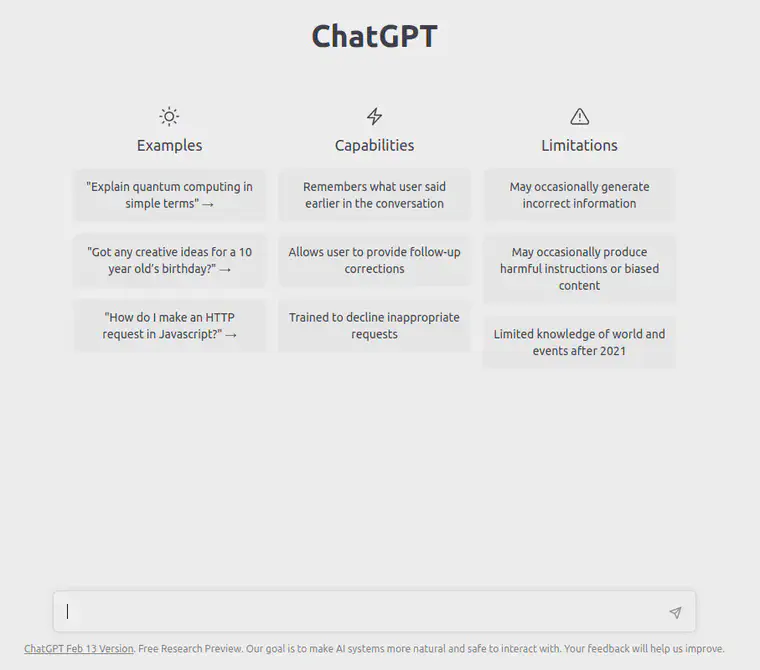 ChatGPT
Examples
"Explain quantum computing in
simple terms" →
"Got any creative ideas for a 10
year old’s birthday?" →
"How do I make an HTTP
request in Javascript?" →
Capabilities
Remembers what user said
earlier in the conversation
Allows user to provide follow-up
corrections
Trained to decline inappropriate
requests
Limitations
May occasionally generate
incorrect information
May occasionally produce
harmful instructions or biased
content
Limited knowledge of world and
events after 2021
ChatGPT Feb 13 Version. Free Research Preview. Our goal is to make AI systems more natural and safe to interact with. Your feedback will help us improve.